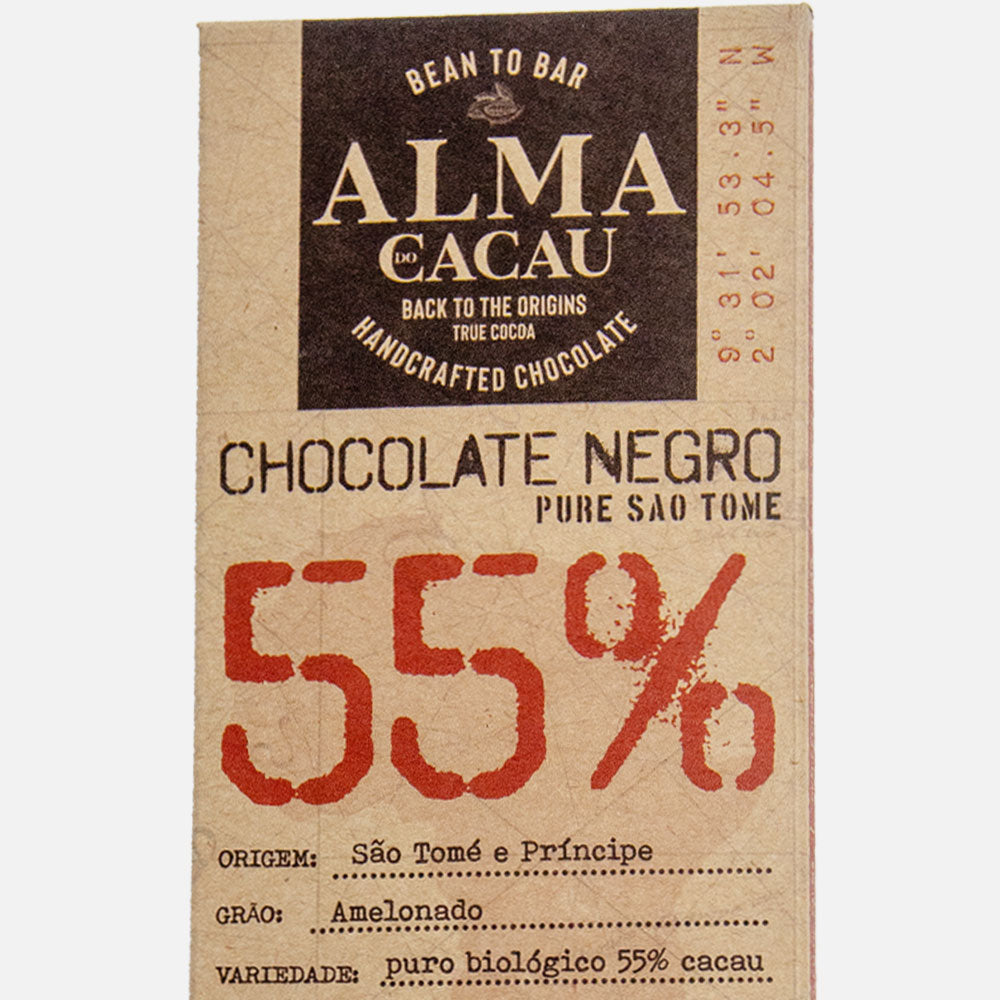 BEAN TO BAR
ALMA
DO CACAU
BACK TO THE ORIGINS
TRUE COCOA
HANDCRAFTED CHOCOLATE
9° 31' 53.3" N
2° 02' 04.5" W
CHOCOLATE NEGRO
PURE SAO TOME
55%
ORIGEM: São Tomé e Príncipe
GRÃO: Amelonado
VARIEDADE: puro biológico 55% cacau